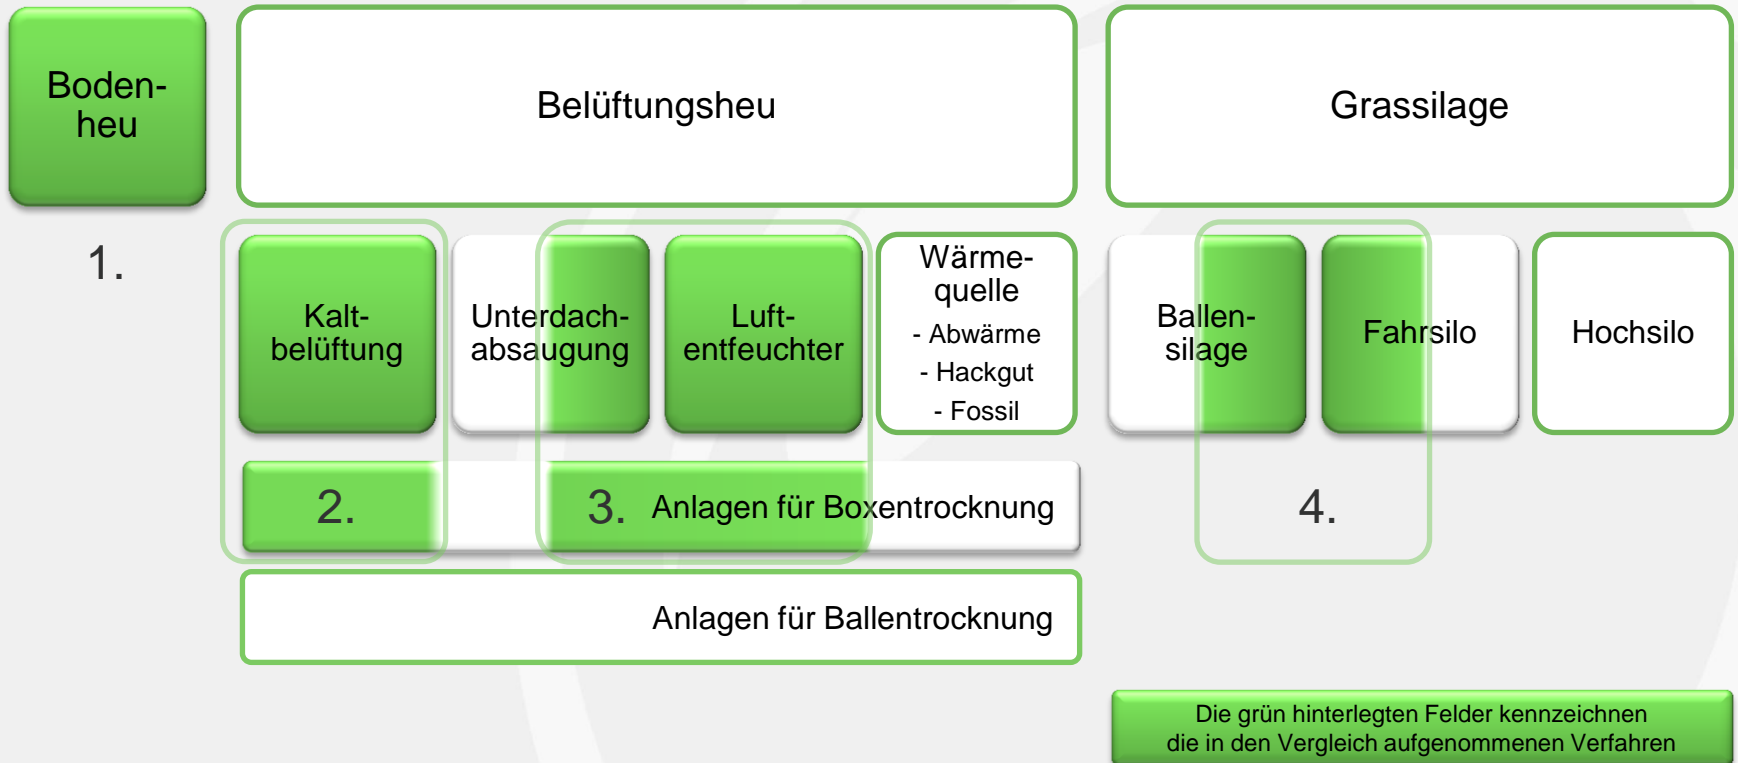 Boden-
heu
Belüftungsheu
Grassilage
1.
Kalt-
belüftung
Unterdach-
absaugung
Luft-
entfeuchter
Wärme-
quelle
- Abwärme
- Hackgut
- Fossil
Ballen-
silage
Fahrsilo
Hochsilo
2.
3.
Anlagen für Boxentrocknung
4.
Anlagen für Ballentrocknung
Die grün hinterlegten Felder kennzeichnen
die in den Vergleich aufgenommenen Verfahren